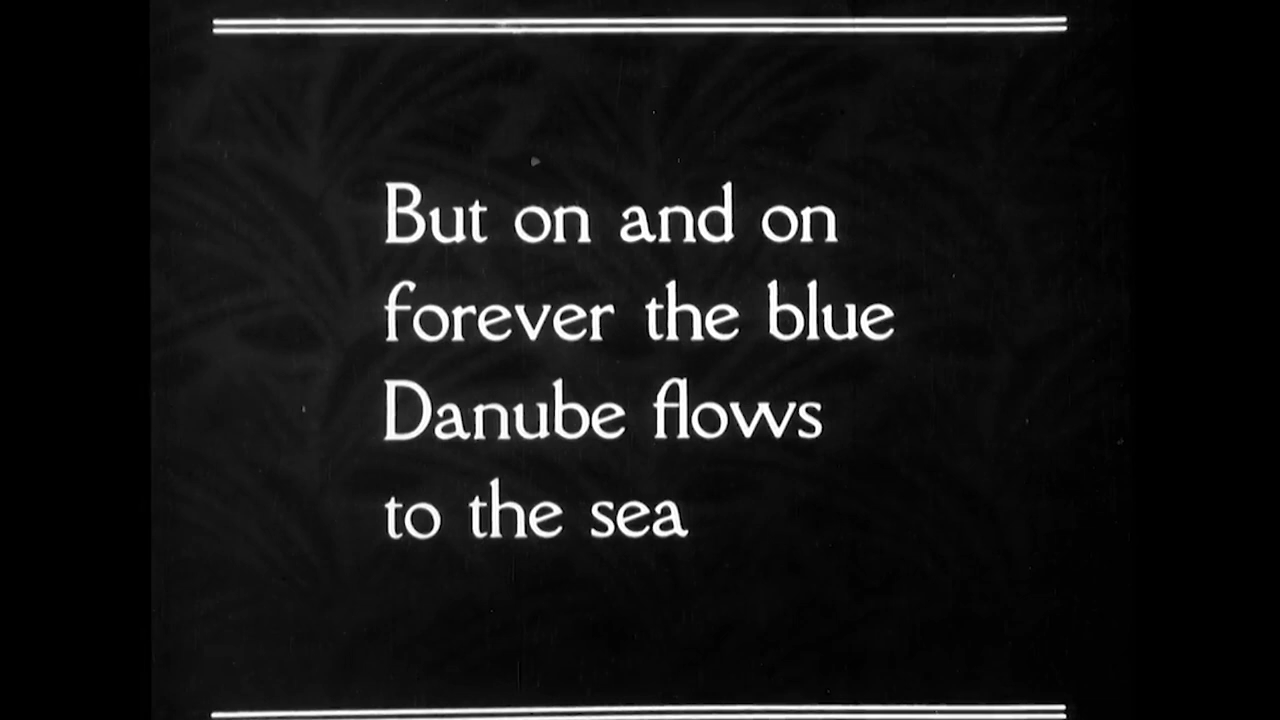 But on and on
forever the blue
Danube flows
to the sea